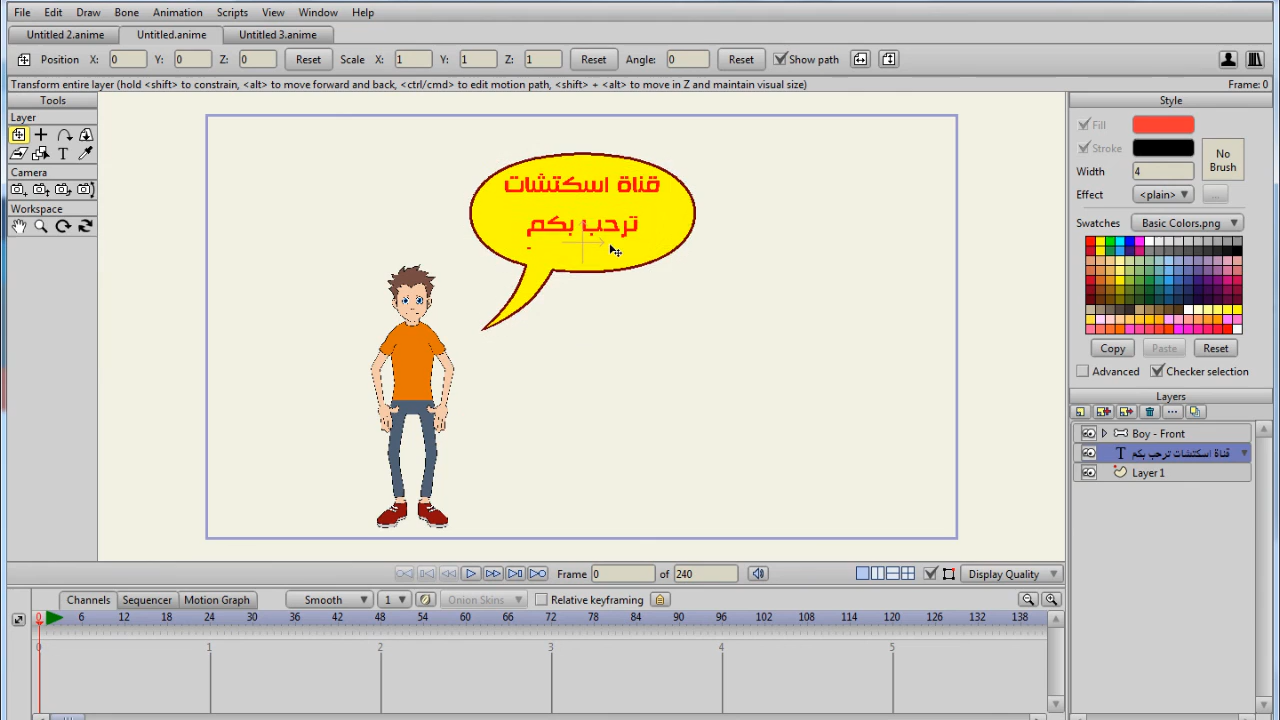 File Edit Draw Bone Animation Scripts View Window Help
Untitled 2.anime Untitled.anime Untitled 3.anime
Position X: 0 Y: 0 Z: 0 Reset Scale X: 1 Y: 1 Z: 1 Reset Angle: 0 Reset Show path
Transform entire layer (hold <shift> to constrain, <alt> to move forward and back, <ctrl/cmd> to edit motion path, <shift> + <alt> to move in Z and maintain visual size) Frame: 0
Tools
Layer
Camera
Workspace
قناة اسكتشات
ترحب بكم
Style
Fill
Stroke
No Brush
Width 4
Effect <plain> ...
Swatches Basic Colors.png
Copy Paste Reset
Advanced Checker selection
Layers
Boy - Front
قناة اسكتشات ترحب بكم
Layer 1
Frame 0 of 240 Display Quality
Channels Sequencer Motion Graph Smooth 1 Onion Skins Relative keyframing
0 6 12 18 24 30 36 42 48 54 60 66 72 78 84 90 96 102 108 114 120 126 132 138
0 1 2 3 4 5